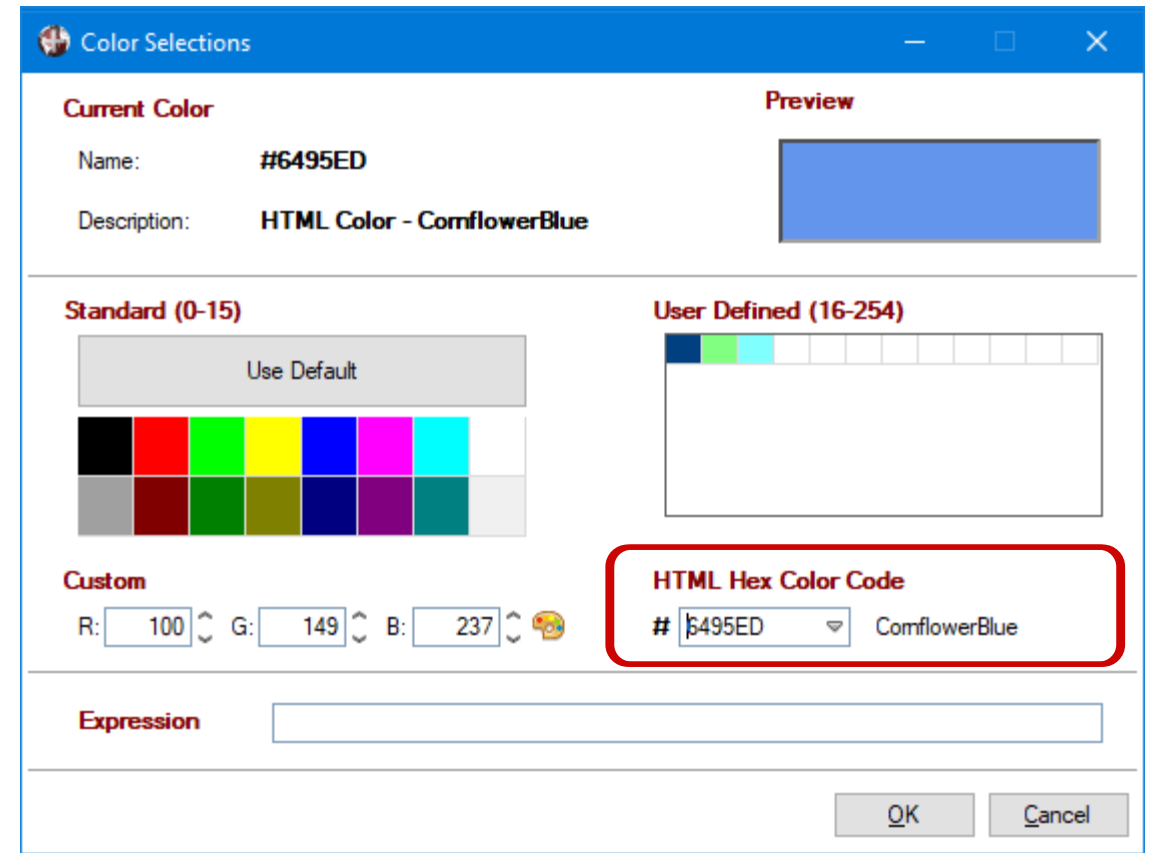 Color Selections
Current Color
Preview
Name: #6495ED
Description: HTML Color - CornflowerBlue
Standard (0-15)
User Defined (16-254)
Use Default
Custom
HTML Hex Color Code
R: 100 G: 149 B: 237
# 6495ED CornflowerBlue
Expression
OK Cancel